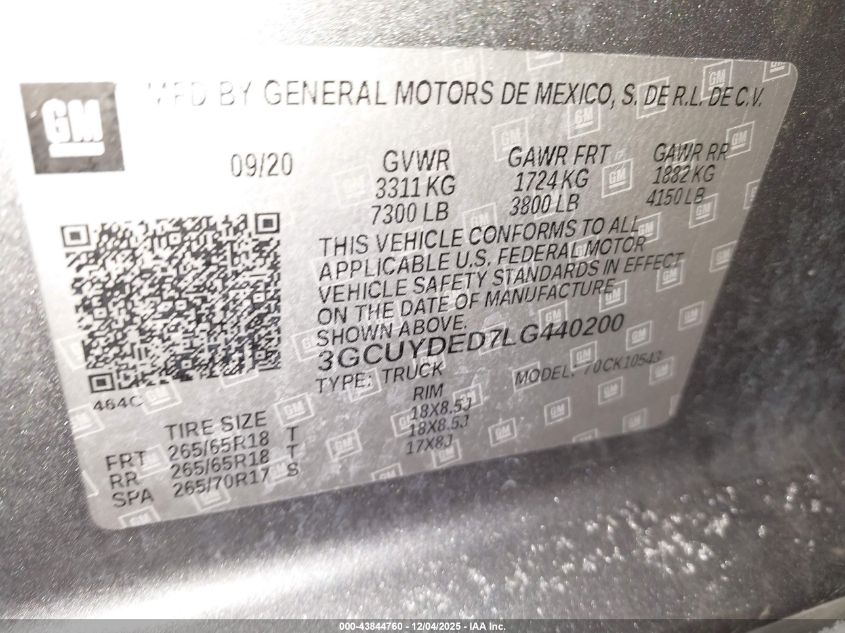 GM
MFD BY GENERAL MOTORS DE MEXICO, S. DE R.L. DE C.V.
09/20
GVWR GAWR FRT GAWR RR
3311 KG 1724 KG 1882 KG
7300 LB 3800 LB 4150 LB
THIS VEHICLE CONFORMS TO ALL
APPLICABLE U.S. FEDERAL MOTOR
VEHICLE SAFETY STANDARDS IN EFFECT
ON THE DATE OF MANUFACTURE
SHOWN ABOVE.
3GCUYDED7LG440200
TYPE: TRUCK MODEL: 70CK10543
464C
TIRE SIZE RIM
FRT 265/65R18 T 18X8.5J
RR 265/65R18 T 18X8.5J
SPA 265/70R17 S 17X8J
000-43844760 - 12/04/2025 - IAA Inc.